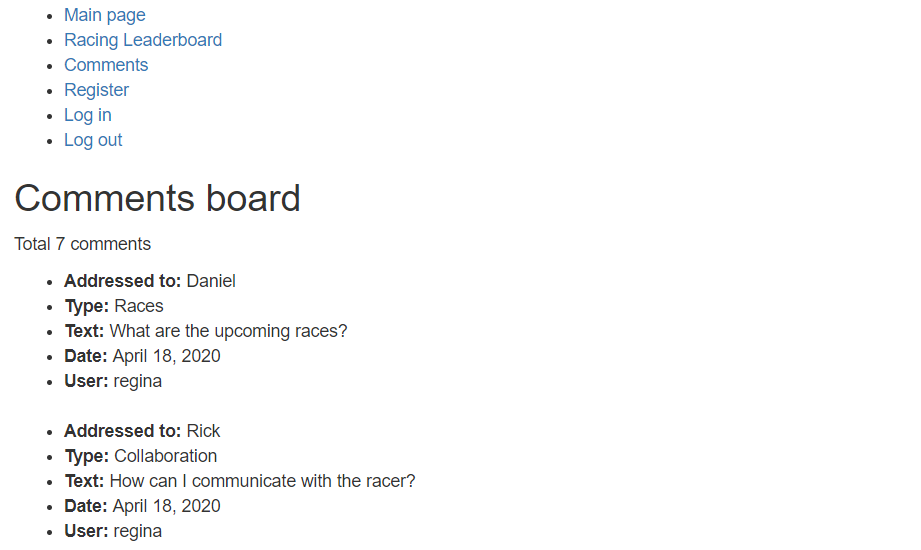 Main page
Racing Leaderboard
Comments
Register
Log in
Log out
Comments board
Total 7 comments
Addressed to: Daniel
Type: Races
Text: What are the upcoming races?
Date: April 18, 2020
User: regina
Addressed to: Rick
Type: Collaboration
Text: How can I communicate with the racer?
Date: April 18, 2020
User: regina